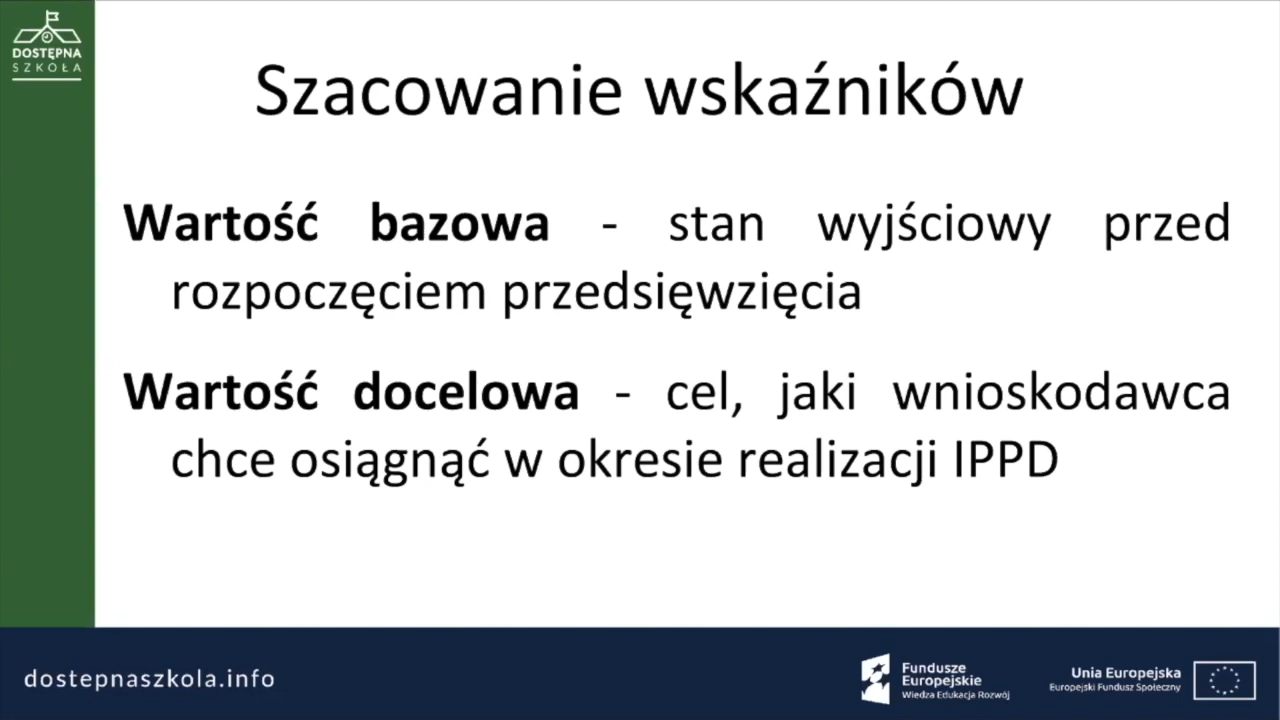 DOSTĘPNA
SZKOŁA
Szacowanie wskaźników
Wartość bazowa - stan wyjściowy przed
rozpoczęciem przedsięwzięcia
Wartość docelowa - cel, jaki wnioskodawca
chce osiągnąć w okresie realizacji IPPD
dostepnaszkola.info
Fundusze
Europejskie
Wiedza Edukacja Rozwój
Unia Europejska
Europejski Fundusz Społeczny